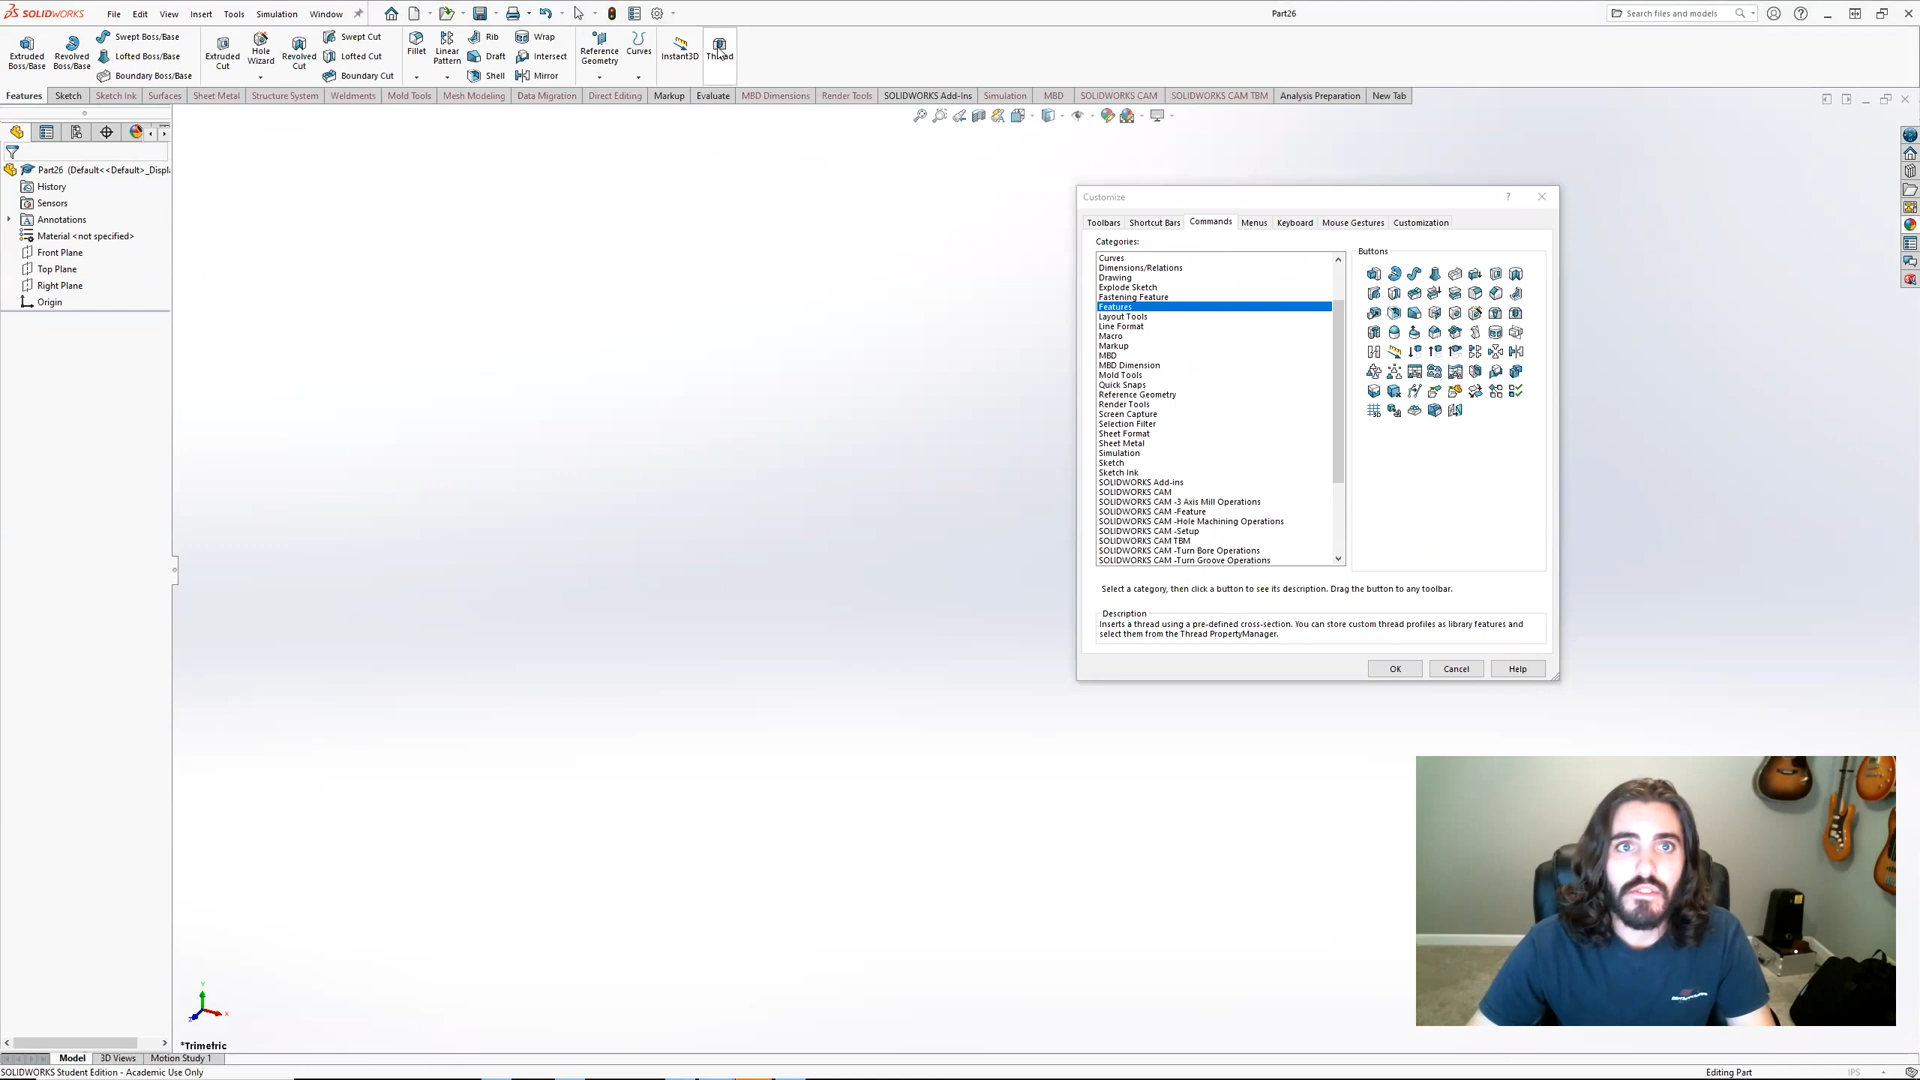 SOLIDWORKS File Edit View Insert Tools Simulation Window Part26 Search files and models
Extruded Boss/Base
Revolved Boss/Base
Swept Boss/Base
Lofted Boss/Base
Boundary Boss/Base
Extruded Cut
Hole Wizard
Revolved Cut
Swept Cut
Lofted Cut
Boundary Cut
Fillet
Linear Pattern
Rib
Draft
Shell
Wrap
Intersect
Mirror
Reference Geometry
Curves
Instant3D
Thread
Features Sketch Sketch Ink Surfaces Sheet Metal Structure System Weldments Mold Tools Mesh Modeling Data Migration Direct Editing Markup Evaluate MBD Dimensions Render Tools SOLIDWORKS Add-Ins Simulation MBD SOLIDWORKS CAM SOLIDWORKS CAM TBM Analysis Preparation New Tab
Part26 (Default<<Default>_Displ
History
Sensors
Annotations
Material <not specified>
Front Plane
Top Plane
Right Plane
Origin
Customize
Toolbars Shortcut Bars Commands Menus Keyboard Mouse Gestures Customization
Categories:
Buttons
Curves
Dimensions/Relations
Drawing
Explode Sketch
Fastening Feature
Features
Layout Tools
Line Format
Macro
Markup
MBD
MBD Dimension
Mold Tools
Quick Snaps
Reference Geometry
Render Tools
Screen Capture
Selection Filter
Sheet Format
Sheet Metal
Simulation
Sketch
Sketch Ink
SOLIDWORKS Add-ins
SOLIDWORKS CAM
SOLIDWORKS CAM -3 Axis Mill Operations
SOLIDWORKS CAM -Feature
SOLIDWORKS CAM -Hole Machining Operations
SOLIDWORKS CAM -Setup
SOLIDWORKS CAM TBM
SOLIDWORKS CAM -Turn Bore Operations
SOLIDWORKS CAM -Turn Groove Operations
Select a category, then click a button to see its description. Drag the button to any toolbar.
Description
Inserts a thread using a pre-defined cross-section. You can store custom thread profiles as library features and
select them from the Thread PropertyManager.
OK Cancel Help
Y
X
Z
*Trimetric
Model 3D Views Motion Study 1
SOLIDWORKS Student Edition - Academic Use Only Editing Part IPS